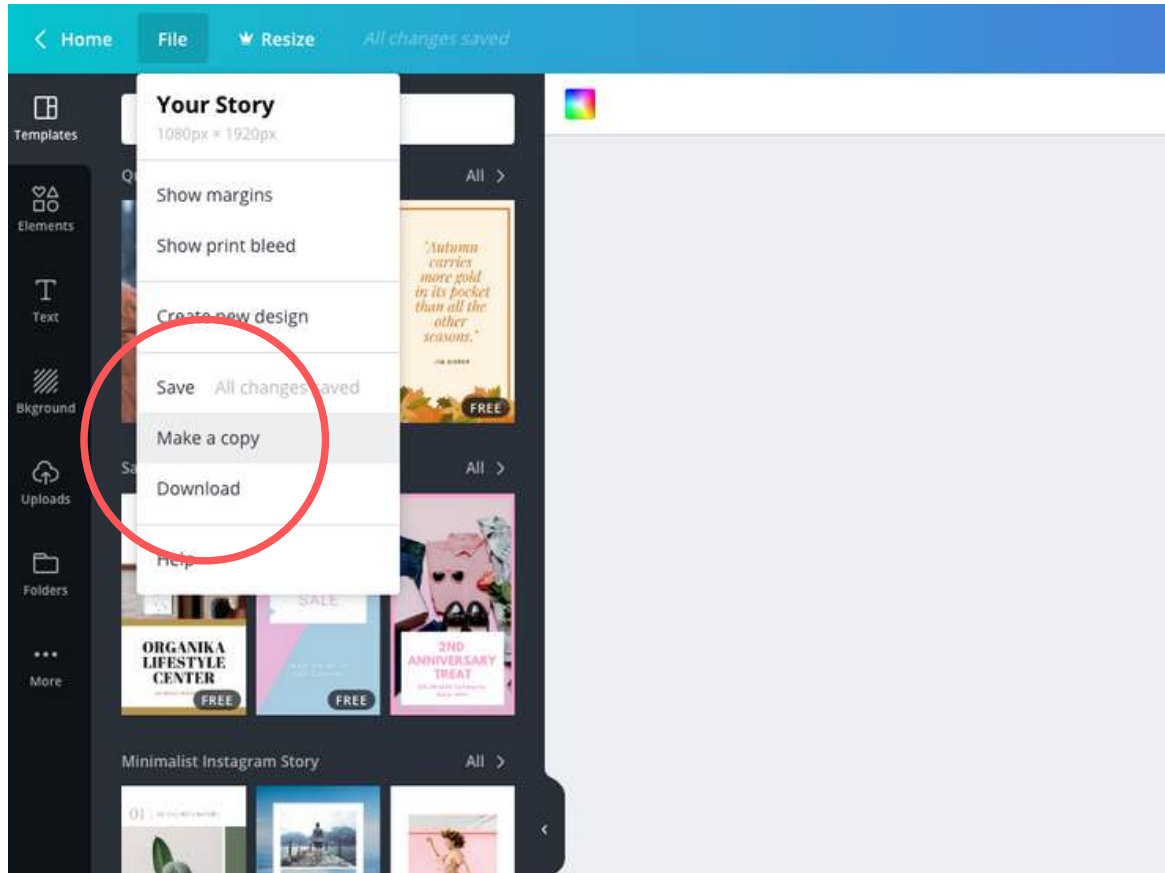 Home
File
Resize
All changes saved
Templates
Elements
Text
Bkground
Uploads
Folders
More
Your Story
1080px × 1920px
Show margins
Show print bleed
Create new design
Save All changes saved
Make a copy
Download
Help
All
"Autumn
carries
more gold
in its pocket
than all the
other
seasons."
FREE
All
ORGANIKA
LIFESTYLE
CENTER
FREE
SALE
FREE
2ND
ANNIVERSARY
TREAT
Minimalist Instagram Story
All
01